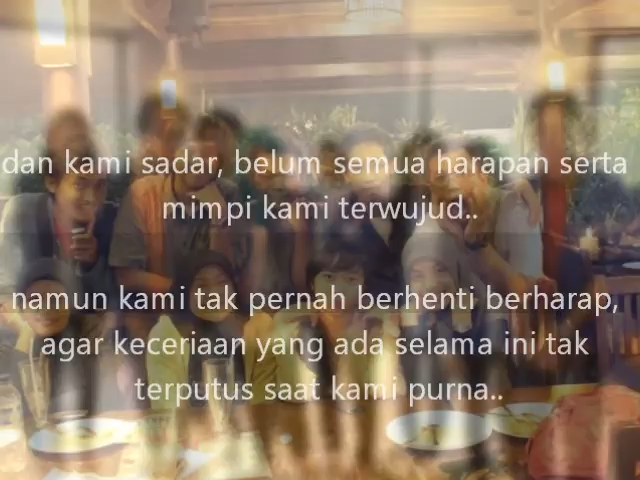 dan kami sadar, belum semua harapan serta
mimpi kami terwujud..
namun kami tak pernah berhenti berharap,
agar keceriaan yang ada selama ini tak
terputus saat kami purna..